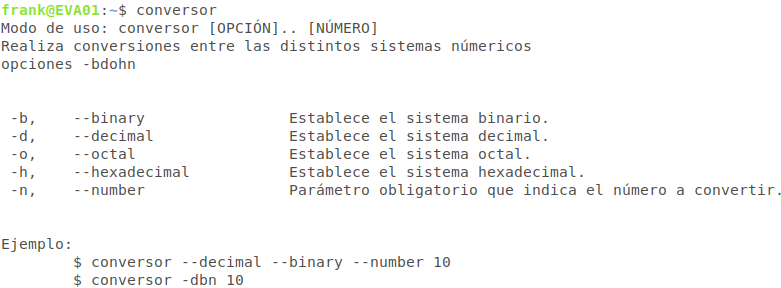 frank@EVA01:~$ conversor
Modo de uso: conversor [OPCIÓN].. [NÚMERO]
Realiza conversiones entre las distintos sistemas númericos
opciones -bdohn
-b, --binary Establece el sistema binario.
-d, --decimal Establece el sistema decimal.
-o, --octal Establece el sistema octal.
-h, --hexadecimal Establece el sistema hexadecimal.
-n, --number Parámetro obligatorio que indica el número a convertir.
Ejemplo:
$ conversor --decimal --binary --number 10
$ conversor -dbn 10